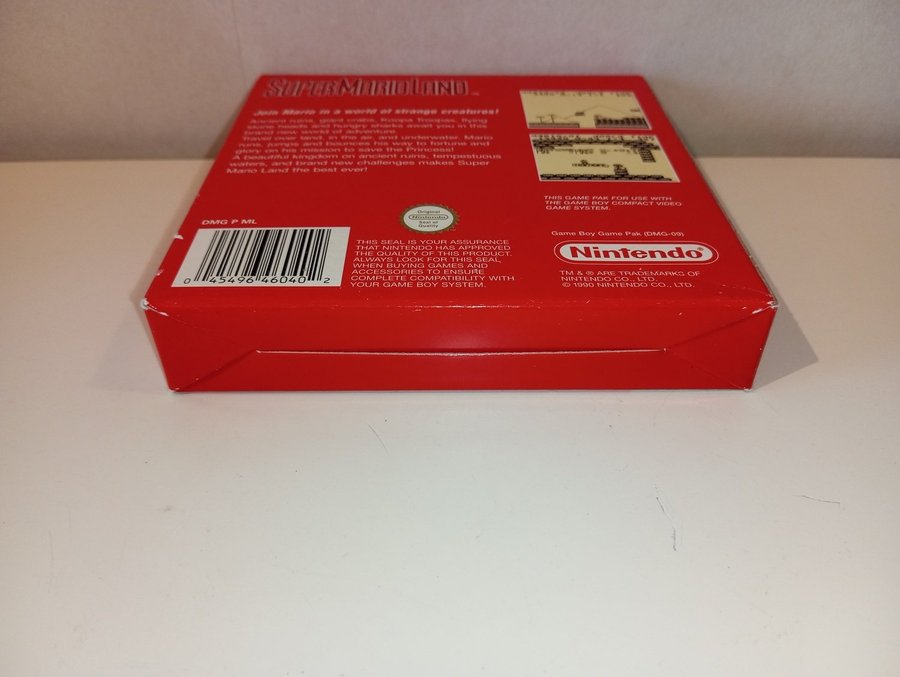 SUPER MARIO LAND™
Join Mario in a world of strange creatures!
Ancient ruins, giant crabs, Koopa Troopas, flying
stone heads and hungry sharks await you in this
brand new world of adventure.
Travel over land, in the air, and underwater. Mario
runs, jumps and bounces his way to fortune and
glory on his mission to save the Princess!
A beautiful kingdom on ancient ruins, tempestuous
waters, and brand new challenges makes Super
Mario Land the best ever!
THIS GAME PAK FOR USE WITH
THE GAME BOY COMPACT VIDEO
GAME SYSTEM.
DMG P ML
0 45496 46040 2
Original
Nintendo
Seal of
Quality
THIS SEAL IS YOUR ASSURANCE
THAT NINTENDO HAS APPROVED
THE QUALITY OF THIS PRODUCT.
ALWAYS LOOK FOR THIS SEAL
WHEN BUYING GAMES AND
ACCESSORIES TO ENSURE
COMPLETE COMPATIBILITY WITH
YOUR GAME BOY SYSTEM.
Game Boy Game Pak (DMG-09)
Nintendo®
TM & ® ARE TRADEMARKS OF
NINTENDO CO., LTD.
© 1990 NINTENDO CO., LTD.